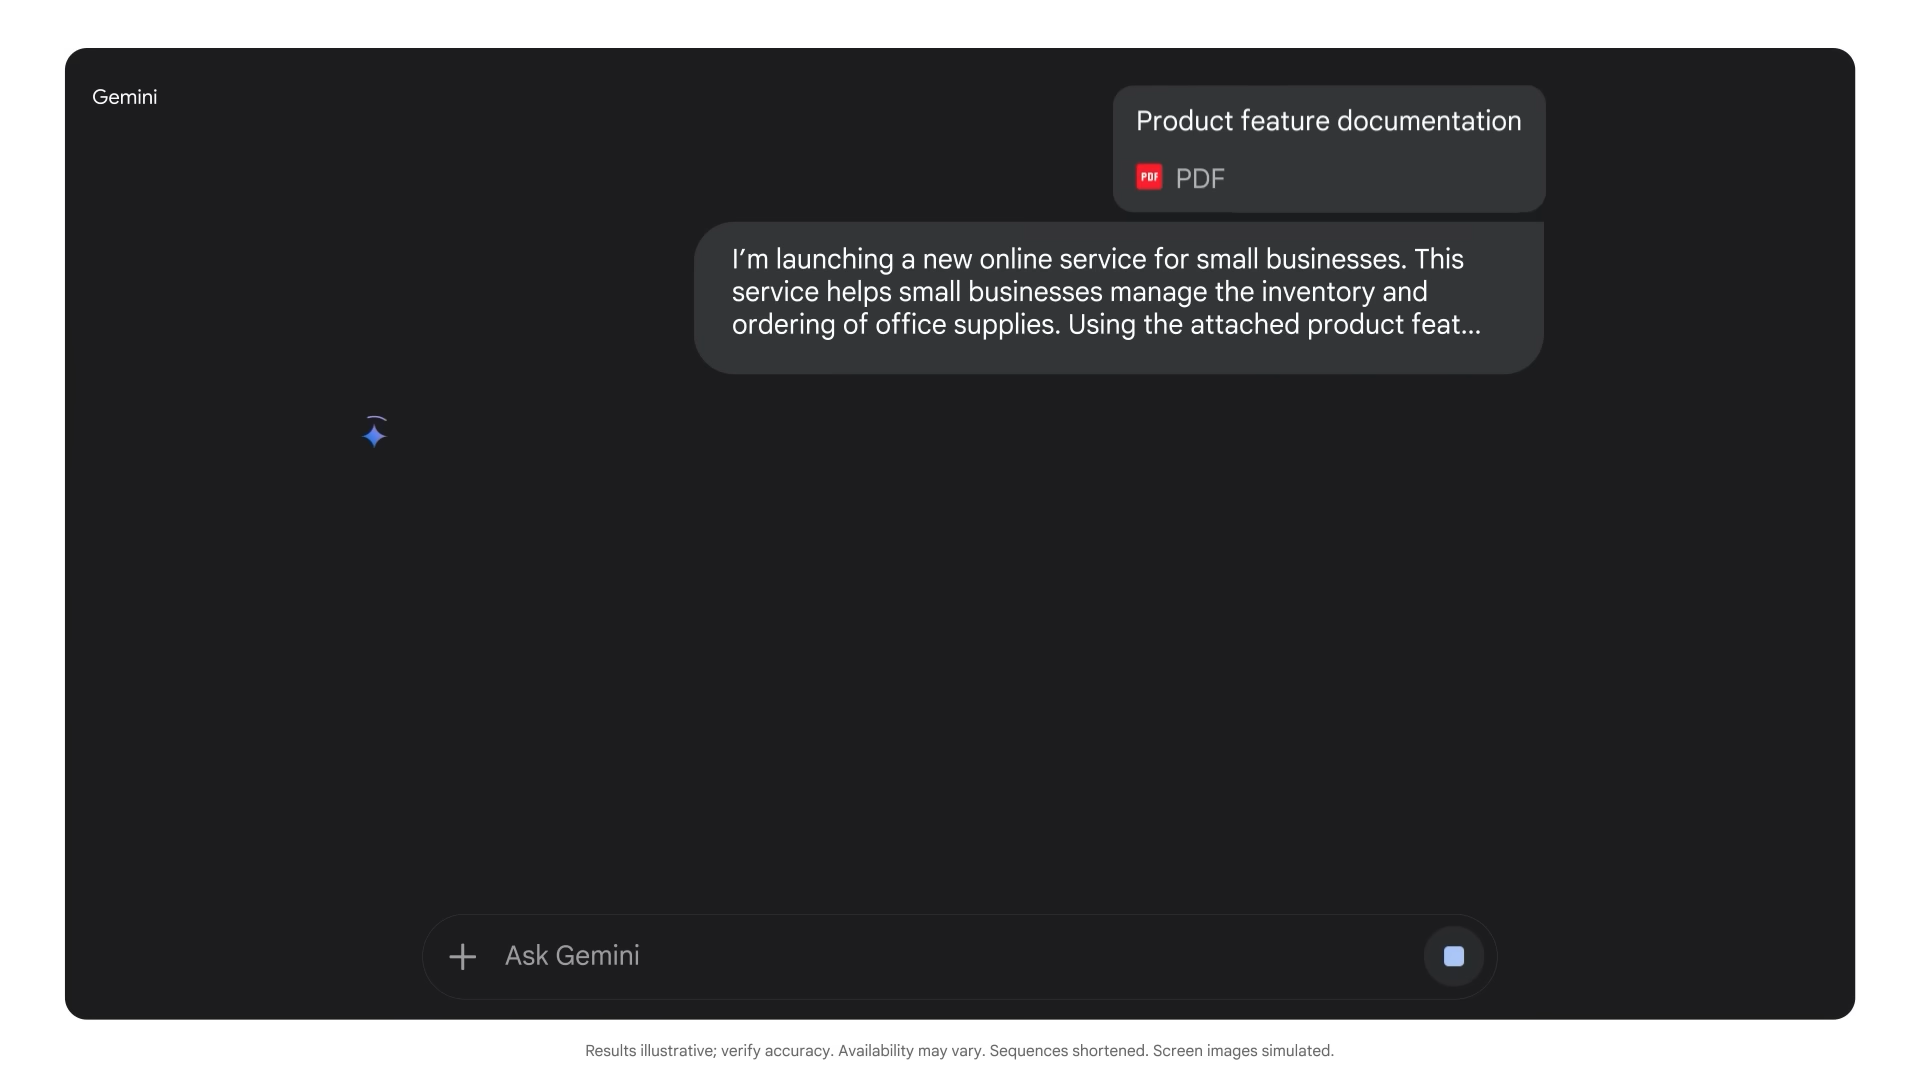 Gemini
Product feature documentation
PDF PDF
I’m launching a new online service for small businesses. This
service helps small businesses manage the inventory and
ordering of office supplies. Using the attached product feat...
Ask Gemini
Results illustrative; verify accuracy. Availability may vary. Sequences shortened. Screen images simulated.